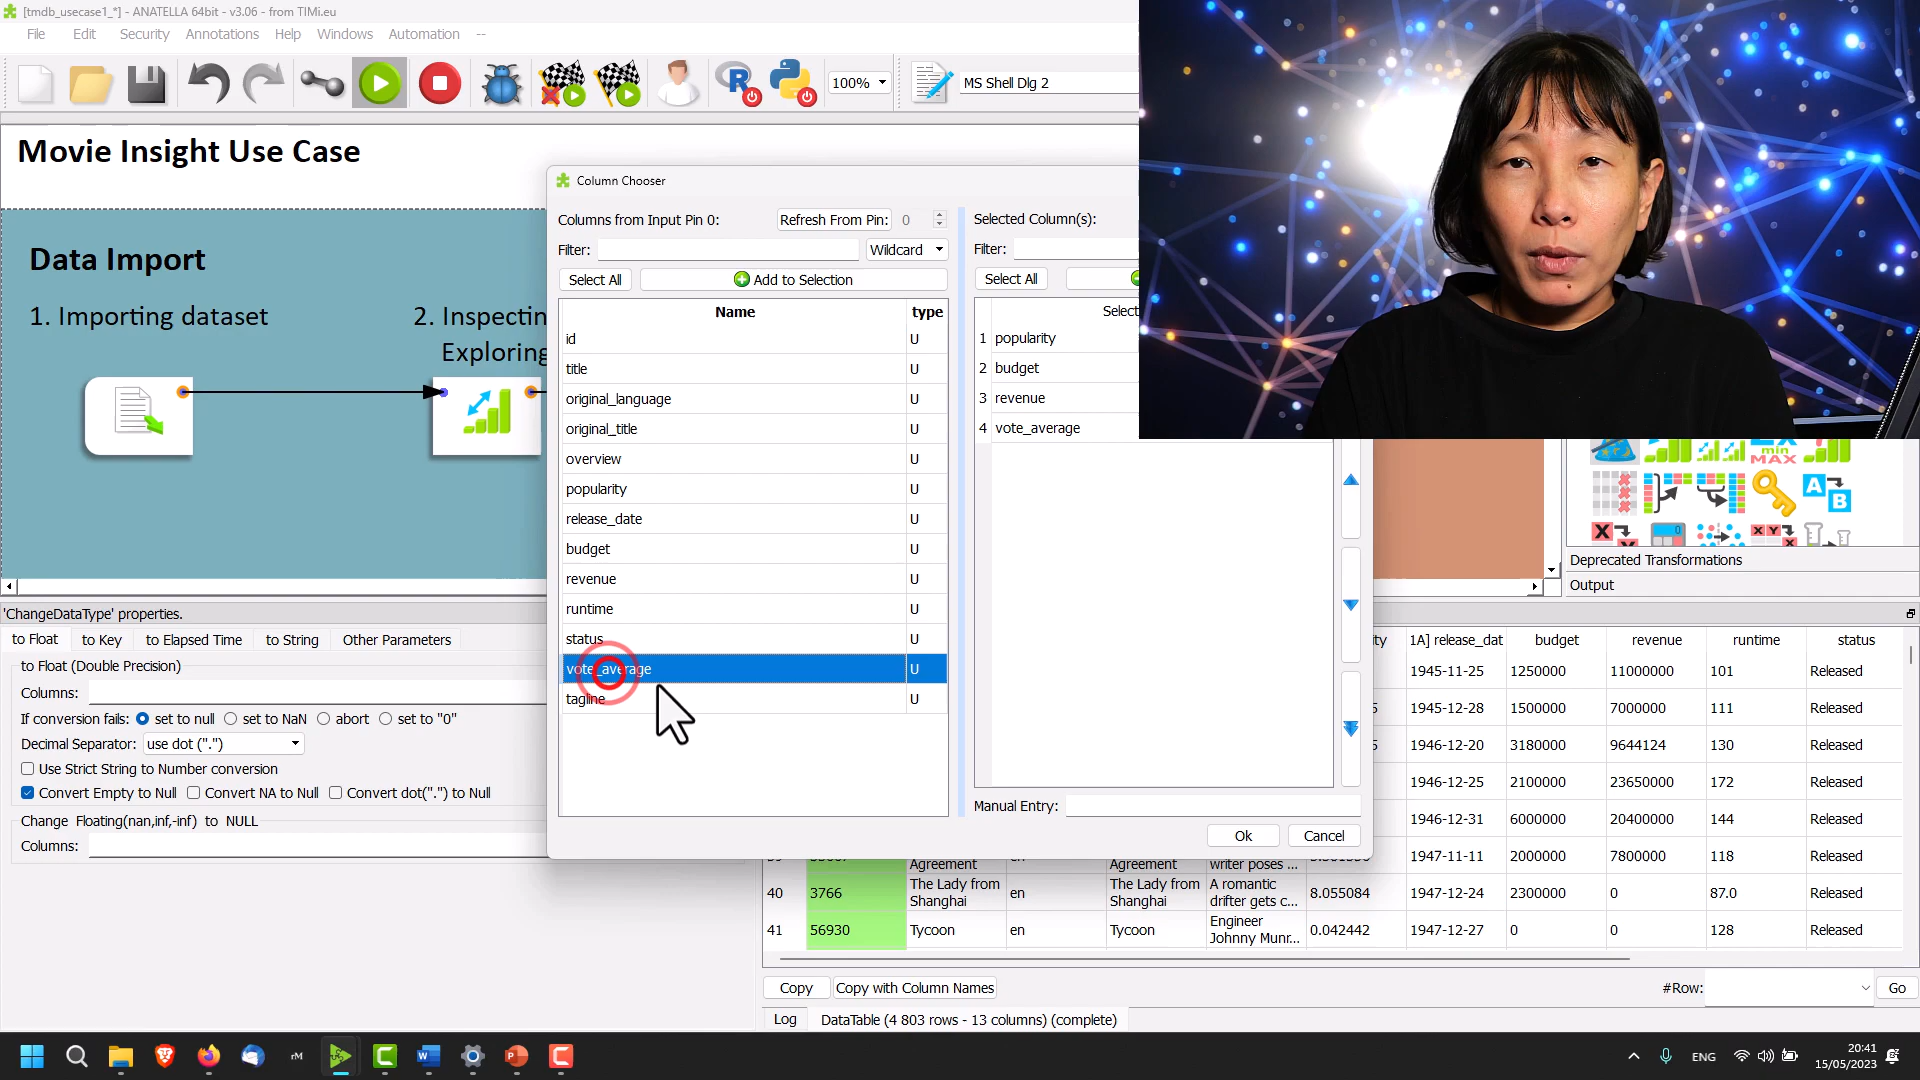 [tmdb_usecase1_*] - ANATELLA 64bit - v3.06 - from TIMi.eu
File Edit Security Annotations Help Windows Automation --
100% MS Shell Dlg 2
Movie Insight Use Case
Data Import
1. Importing dataset
2. Inspectin
Exploring
Column Chooser
Columns from Input Pin 0: Refresh From Pin: 0
Filter: Wildcard
Select All Add to Selection
Name type
id U
title U
original_language U
original_title U
overview U
popularity U
release_date U
budget U
revenue U
runtime U
status U
vote_average U
tagline U
Selected Column(s):
Filter:
Select All
Select
1 popularity
2 budget
3 revenue
4 vote_average
Manual Entry:
Ok Cancel
min
MAX
A
B
Deprecated Transformations
Output
'ChangeDataType' properties.
to Float to Key to Elapsed Time to String Other Parameters
to Float (Double Precision)
Columns:
If conversion fails: set to null set to NaN abort set to "0"
Decimal Separator: use dot (".")
Use Strict String to Number conversion
Convert Empty to Null Convert NA to Null Convert dot(".") to Null
Change Floating(nan,inf,-inf) to NULL
Columns:
ity 1A] release_dat budget revenue runtime status
1945-11-25 1250000 11000000 101 Released
5 1945-12-28 1500000 7000000 111 Released
5 1946-12-20 3180000 9644124 130 Released
1946-12-25 2100000 23650000 172 Released
1946-12-31 6000000 20400000 144 Released
1947-11-11 2000000 7800000 118 Released
Agreement Agreement writer poses ...
40 3766 The Lady from Shanghai en The Lady from Shanghai A romantic drifter gets c... 8.055084 1947-12-24 2300000 0 87.0 Released
41 56930 Tycoon en Tycoon Engineer Johnny Munr... 0.042442 1947-12-27 0 0 128 Released
Copy Copy with Column Names #Row: Go
Log DataTable (4 803 rows - 13 columns) (complete)
rM
ENG
20:41
15/05/2023